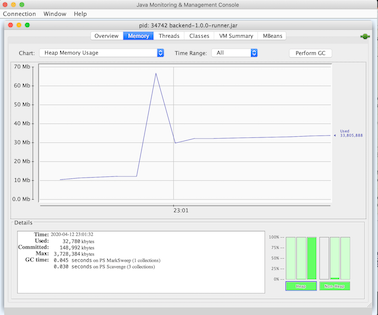 Java Monitoring & Management Console
Connection Window Help
pid: 34742 backend-1.0.0-runner.jar
Overview Memory Threads Classes VM Summary MBeans
Chart: Heap Memory Usage Time Range: All Perform GC
70 Mb
60 Mb
50 Mb
40 Mb
30 Mb
20 Mb
10 Mb
0.0 Mb
Used
23:01
Details
Time: 2020-04-12 23:01:32
Used: 32,780 kbytes
Committed: 148,992 kbytes
Max: 3,728,384 kbytes
GC time: 0.045 seconds on PS MarkSweep (1 collections)
0.030 seconds on PS Scavenge (3 collections)
100%
75%
50%
25%
0%
Heap Non-Heap